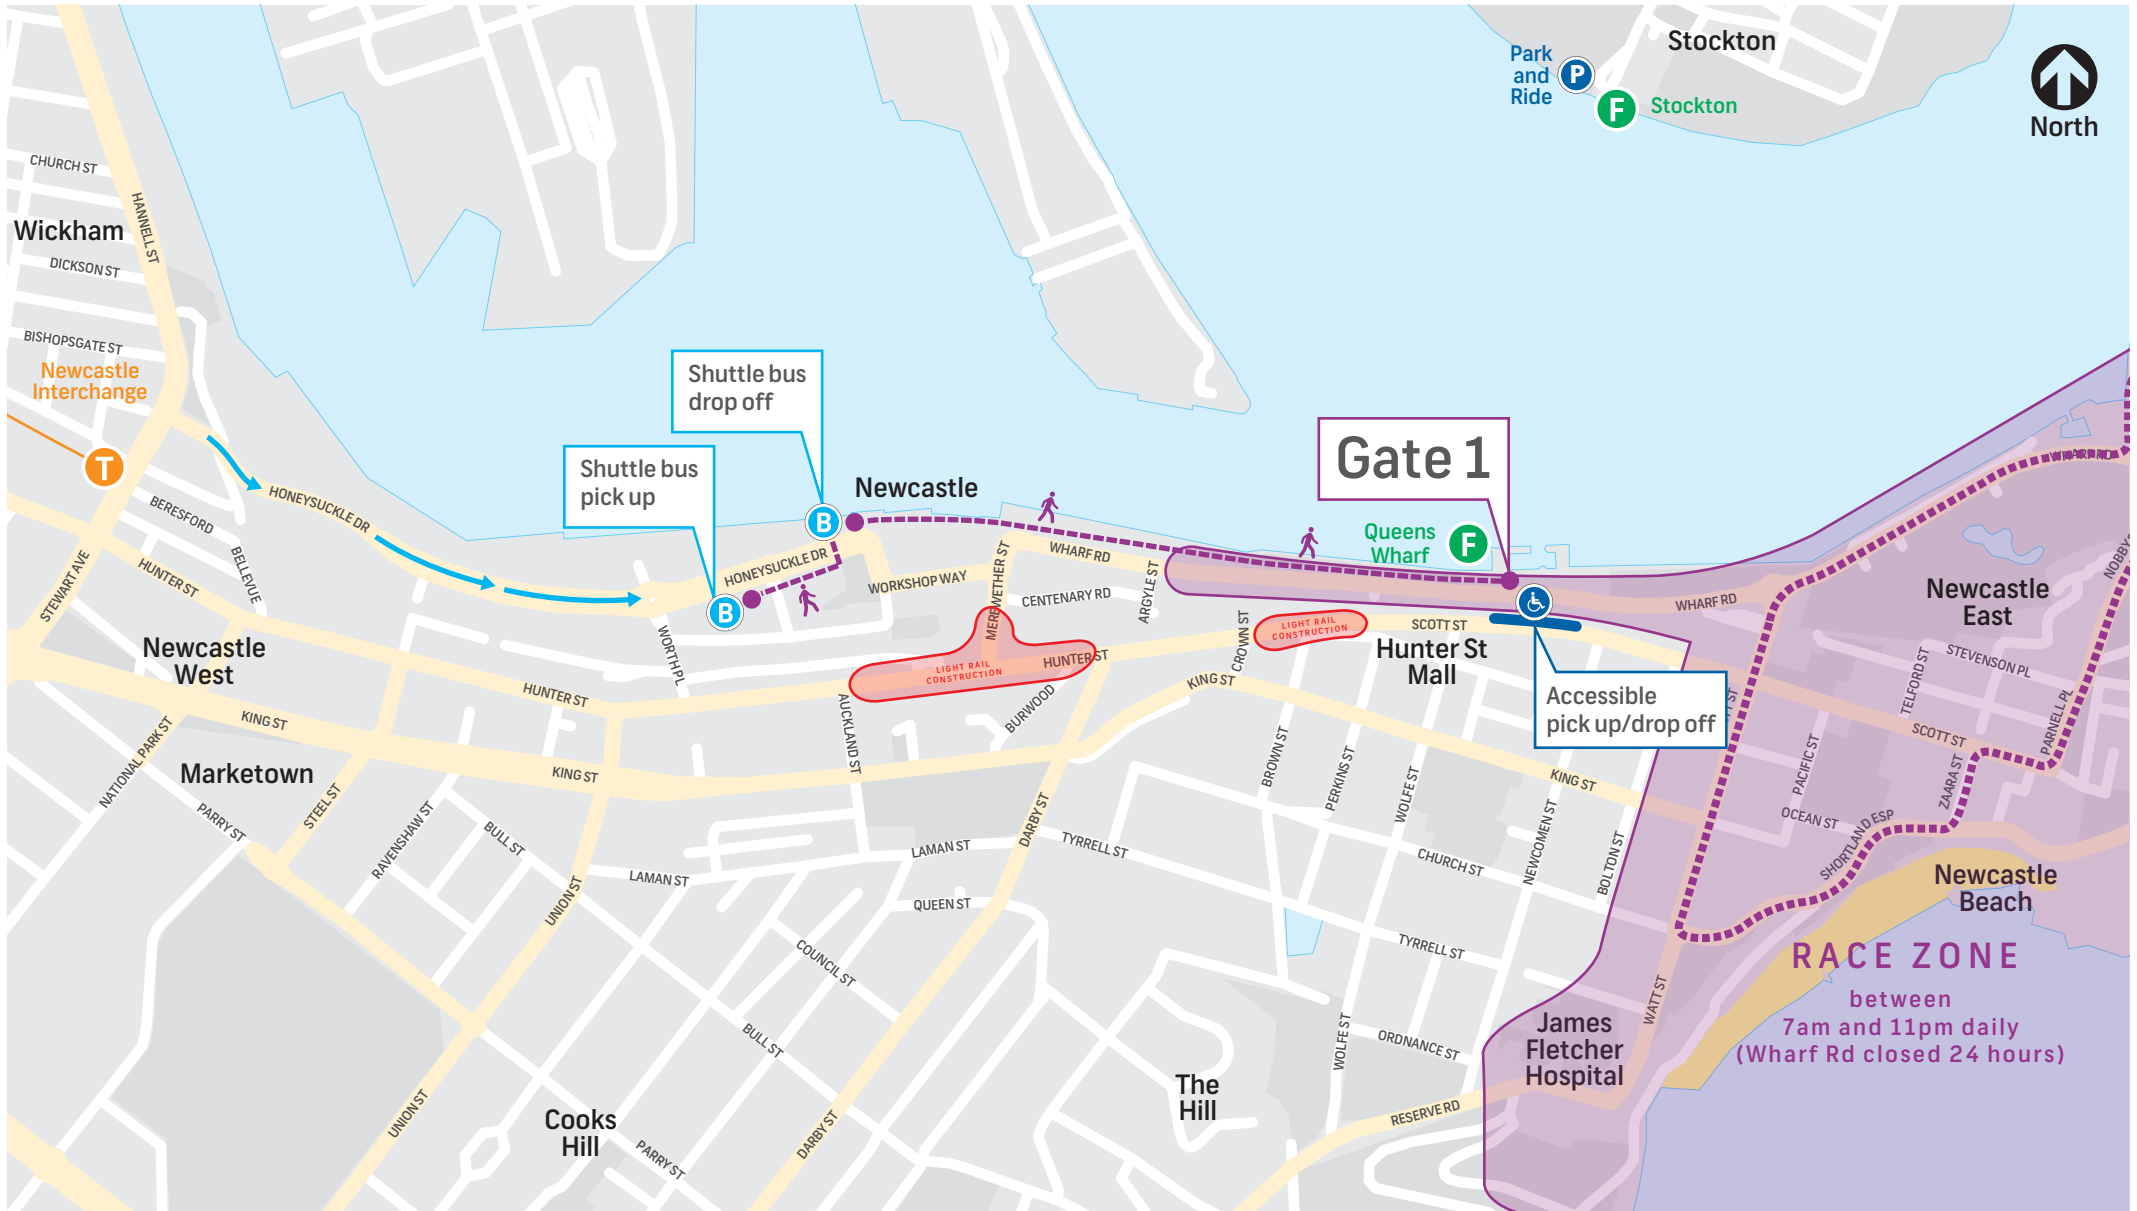 Stockton
Park
and
Ride
P
F
Stockton
North
CHURCH ST
HANNELL ST
Wickham
DICKSON ST
BISHOPSGATE ST
Newcastle
Interchange
T
Shuttle bus
drop off
Shuttle bus
pick up
B
B
Newcastle
Gate 1
Queens
Wharf
F
HONEYSUCKLE DR
BERESFORD
BELLEVUE
STEWART AVE
HUNTER ST
HONEYSUCKLE DR
WORKSHOP WAY
MEREWETHER ST
WHARF RD
CENTENARY RD
ARGYLE ST
WHARF RD
WHARF RD
NOBBYS
Newcastle
East
Newcastle
West
WORTH PL
LIGHT RAIL
CONSTRUCTION
HUNTER ST
CROWN ST
LIGHT RAIL
CONSTRUCTION
SCOTT ST
Hunter St
Mall
Accessible
pick up/drop off
STEVENSON PL
TELFORD ST
PARNELL PL
SCOTT ST
PACIFIC ST
ZAARA ST
OCEAN ST
SHORTLAND ESP
HUNTER ST
KING ST
KING ST
AUCKLAND ST
BURWOOD
KING ST
KING ST
NATIONAL PARK ST
Marketown
PARRY ST
STEEL ST
RAVENSHAW ST
BULL ST
UNION ST
LAMAN ST
LAMAN ST
QUEEN ST
DARBY ST
TYRRELL ST
BROWN ST
PERKINS ST
WOLFE ST
CHURCH ST
NEWCOMEN ST
BOLTON ST
TYRRELL ST
COUNCIL ST
BULL ST
Newcastle
Beach
RACE ZONE
between
7am and 11pm daily
(Wharf Rd closed 24 hours)
WATT ST
James
Fletcher
Hospital
WOLFE ST
ORDNANCE ST
RESERVE RD
The
Hill
Cooks
Hill
UNION ST
PARRY ST
DARBY ST